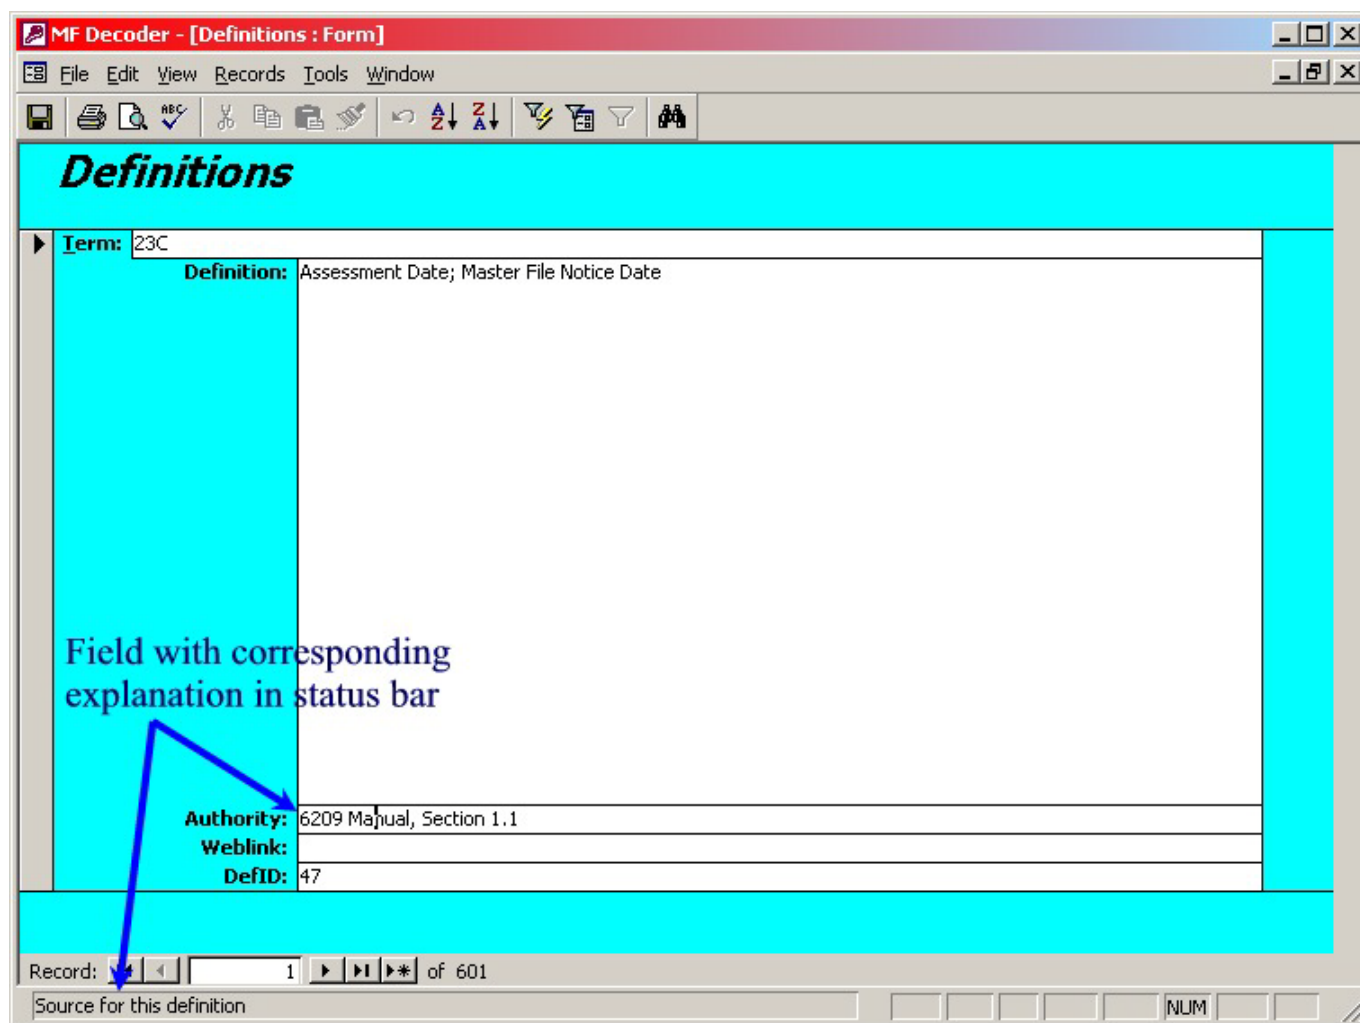 MF Decoder - [Definitions : Form]
File Edit View Records Tools Window
ABC A Z Z A
Definitions
Term: 23C
Definition: Assessment Date; Master File Notice Date
Field with corresponding
explanation in status bar
Authority: 6209 Manual, Section 1.1
Weblink:
DefID: 47
Record: 1 of 601
Source for this definition NUM